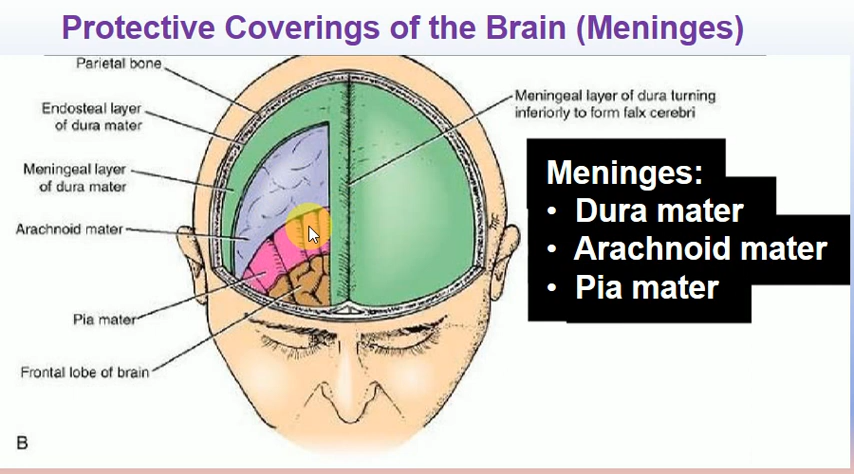 Protective Coverings of the Brain (Meninges)
Parietal bone
Endosteal layer
of dura mater
Meningeal layer
of dura mater
Arachnoid mater
Pia mater
Frontal lobe of brain
B
Meningeal layer of dura turning
inferiorly to form falx cerebri
Meninges:
• Dura mater
• Arachnoid mater
• Pia mater